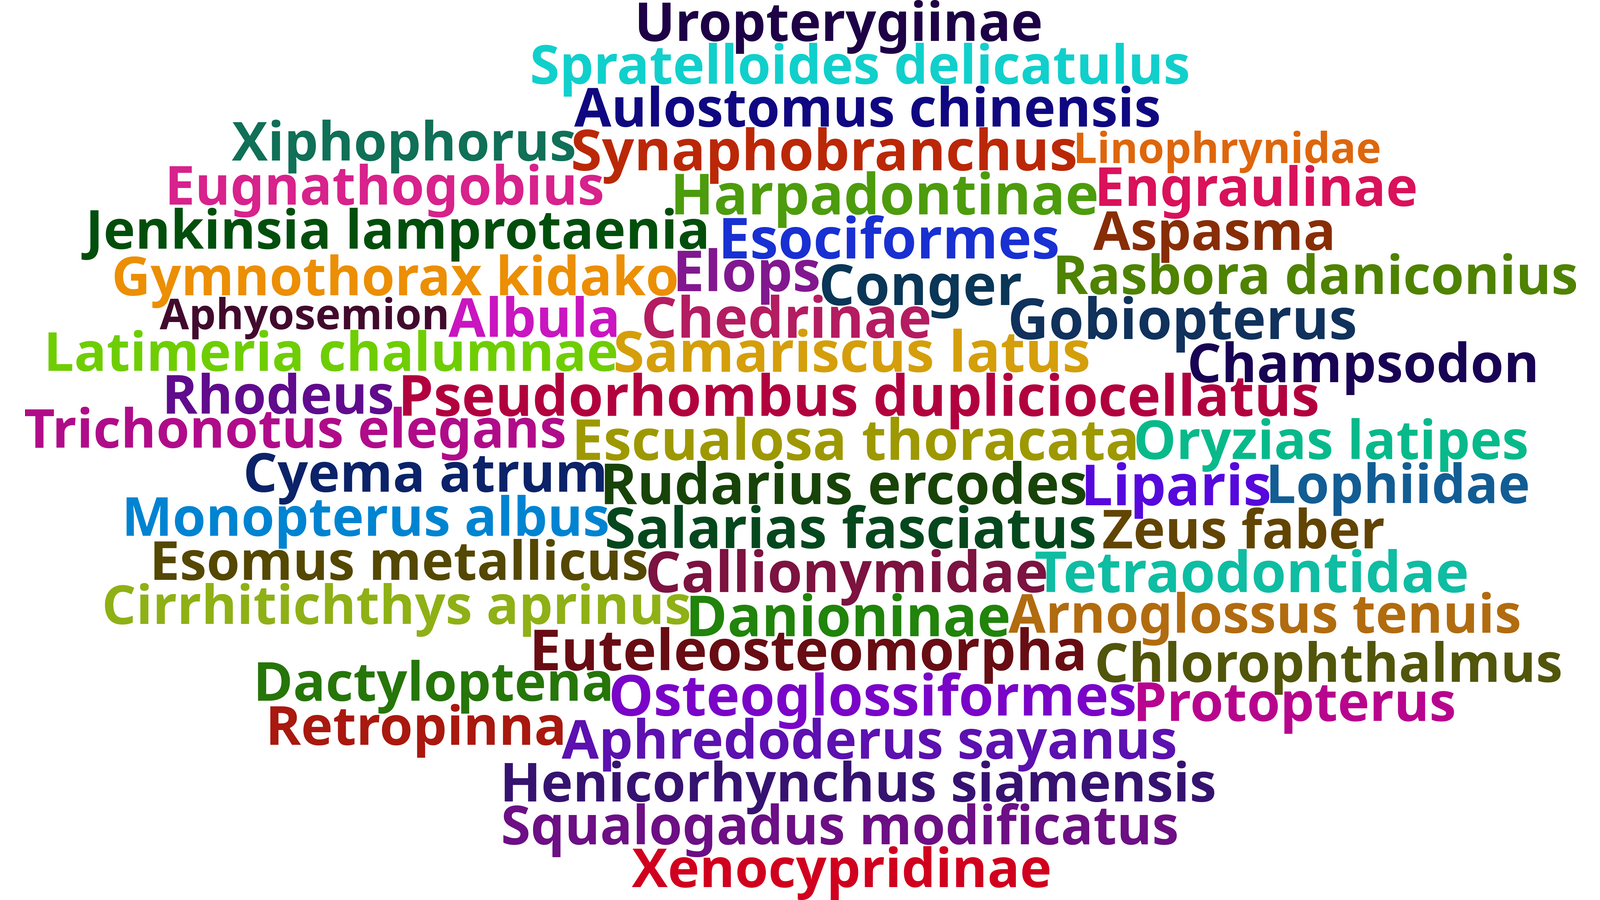 Uropterygiinae
Spratelloides delicatulus
Aulostomus chinensis
Xiphophorus Synaphobranchus Linophrynidae
Eugnathogobius Harpadontinae Engraulinae
Jenkinsia lamprotaenia Esociformes Aspasma
Gymnothorax kidako Elops Conger Rasbora daniconius
Aphyosemion Albula Chedrinae Gobiopterus
Latimeria chalumnae Samariscus latus Champsodon
Rhodeus Pseudorhombus dupliciocellatus
Trichonotus elegans Escualosa thoracata Oryzias latipes
Cyema atrum Rudarius ercodes Liparis Lophiidae
Monopterus albus Salarias fasciatus Zeus faber
Esomus metallicus Callionymidae Tetraodontidae
Cirrhitichthys aprinus Danioninae Arnoglossus tenuis
Euteleosteomorpha Chlorophthalmus
Dactyloptena Osteoglossiformes Protopterus
Retropinna Aphredoderus sayanus
Henicorhynchus siamensis
Squalogadus modificatus
Xenocypridinae